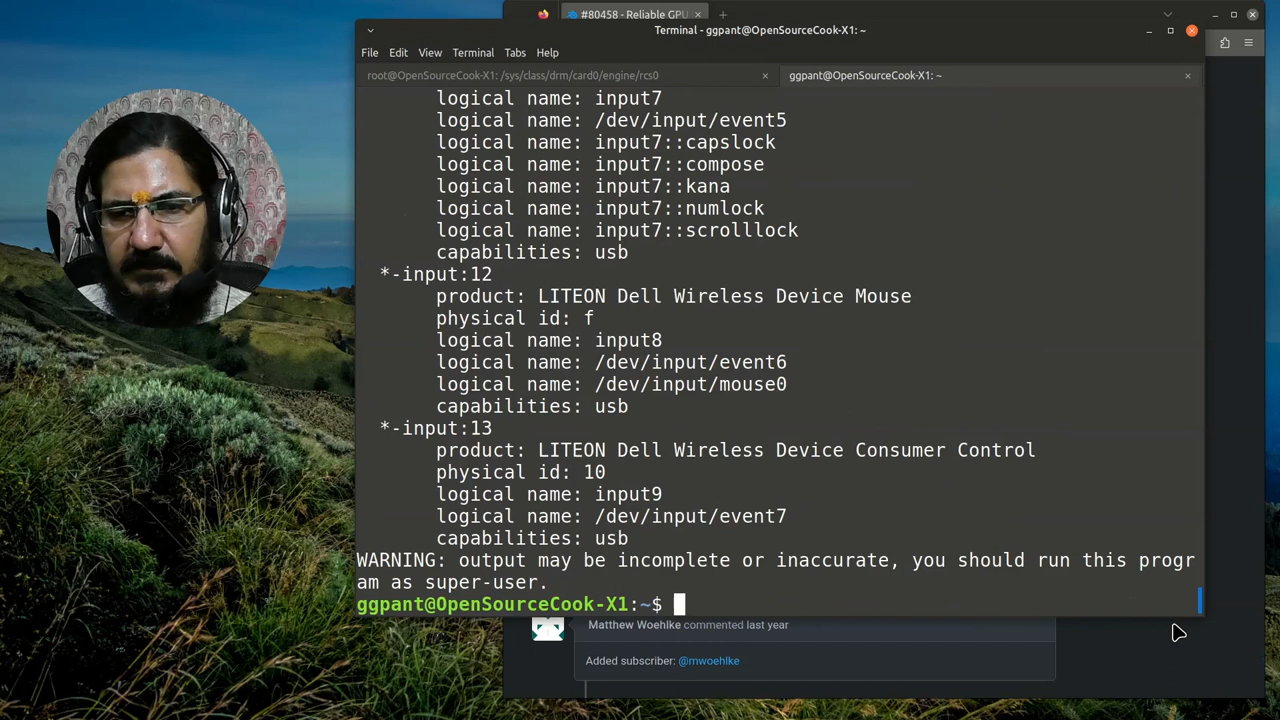 #80458 - Reliable GPU
Terminal - ggpant@OpenSourceCook-X1: ~
File Edit View Terminal Tabs Help
root@OpenSourceCook-X1: /sys/class/drm/card0/engine/rcs0
ggpant@OpenSourceCook-X1: ~
logical name: input7
logical name: /dev/input/event5
logical name: input7::capslock
logical name: input7::compose
logical name: input7::kana
logical name: input7::numlock
logical name: input7::scrolllock
capabilities: usb
*-input:12
product: LITEON Dell Wireless Device Mouse
physical id: f
logical name: input8
logical name: /dev/input/event6
logical name: /dev/input/mouse0
capabilities: usb
*-input:13
product: LITEON Dell Wireless Device Consumer Control
physical id: 10
logical name: input9
logical name: /dev/input/event7
capabilities: usb
WARNING: output may be incomplete or inaccurate, you should run this progr
am as super-user.
ggpant@OpenSourceCook-X1:~$
Matthew Woehlke commented last year
Added subscriber: @mwoehlke